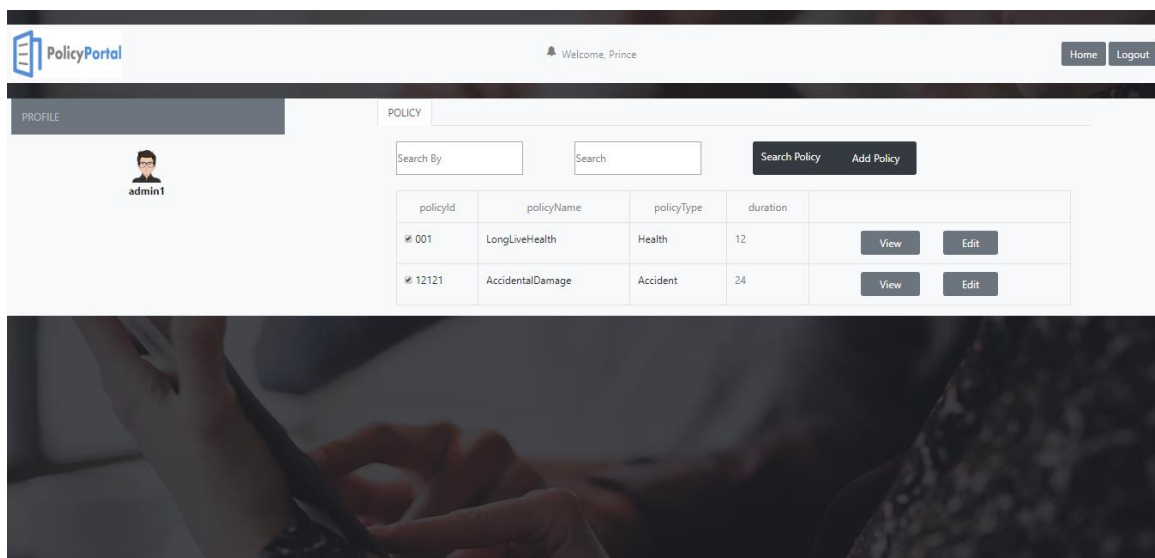 PolicyPortal
Welcome, Prince
Home Logout
PROFILE
admin1
POLICY
Search By Search Search Policy Add Policy
policyId policyName policyType duration
001 LongLiveHealth Health 12 View Edit
12121 AccidentalDamage Accident 24 View Edit